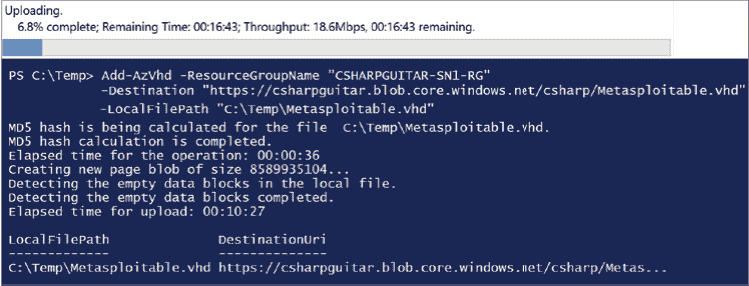 Uploading.
6.8% complete; Remaining Time: 00:16:43; Throughput: 18.6Mbps, 00:16:43 remaining.
PS C:\Temp> Add-AzVhd -ResourceGroupName "CSHARPGUITAR-SN1-RG"
-Destination "https://csharpguitar.blob.core.windows.net/csharp/Metasploitable.vhd"
-LocalFilePath "C:\Temp\Metasploitable.vhd"
MD5 hash is being calculated for the file  C:\Temp\Metasploitable.vhd.
MD5 hash calculation is completed.
Elapsed time for the operation: 00:00:36
Creating new page blob of size 8589935104...
Detecting the empty data blocks in the local file.
Detecting the empty data blocks completed.
Elapsed time for upload: 00:10:27
LocalFilePath DestinationUri
------------- --------------
C:\Temp\Metasploitable.vhd https://csharpguitar.blob.core.windows.net/csharp/Metas...